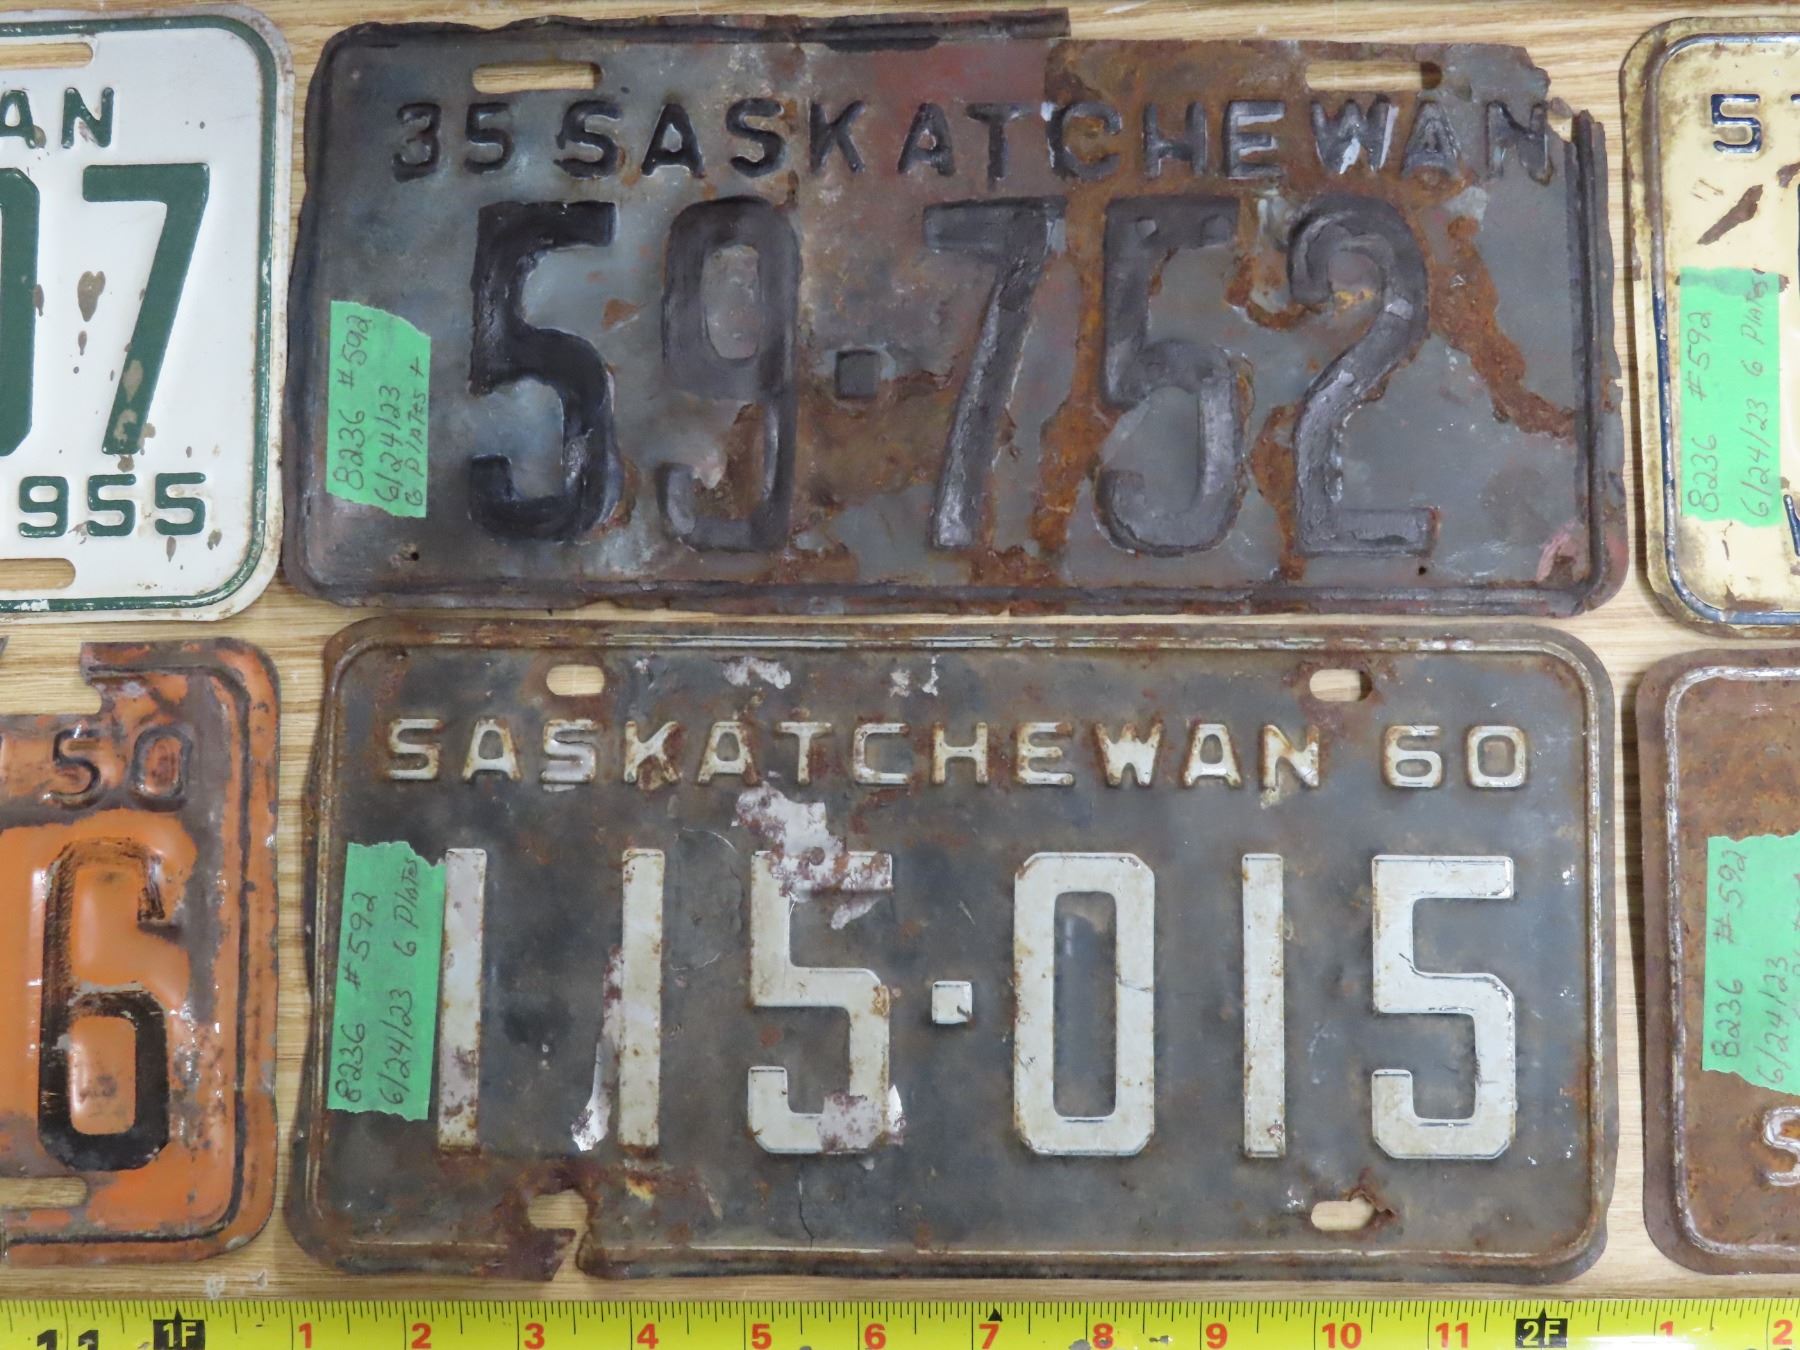 AN
07
1955
35 SASKATCHEWAN
59-752
8236 #592
6/24/23
6 Plates +
5
8236 #592
6/24/23 6 Plates
50
6
SASKATCHEWAN 60
115-015
8236 #592
6/24/23 6 Plates
8236 #592
6/24/23
S
11 1F 1 2 3 4 5 6 7 8 9 10 11 2F 1 2